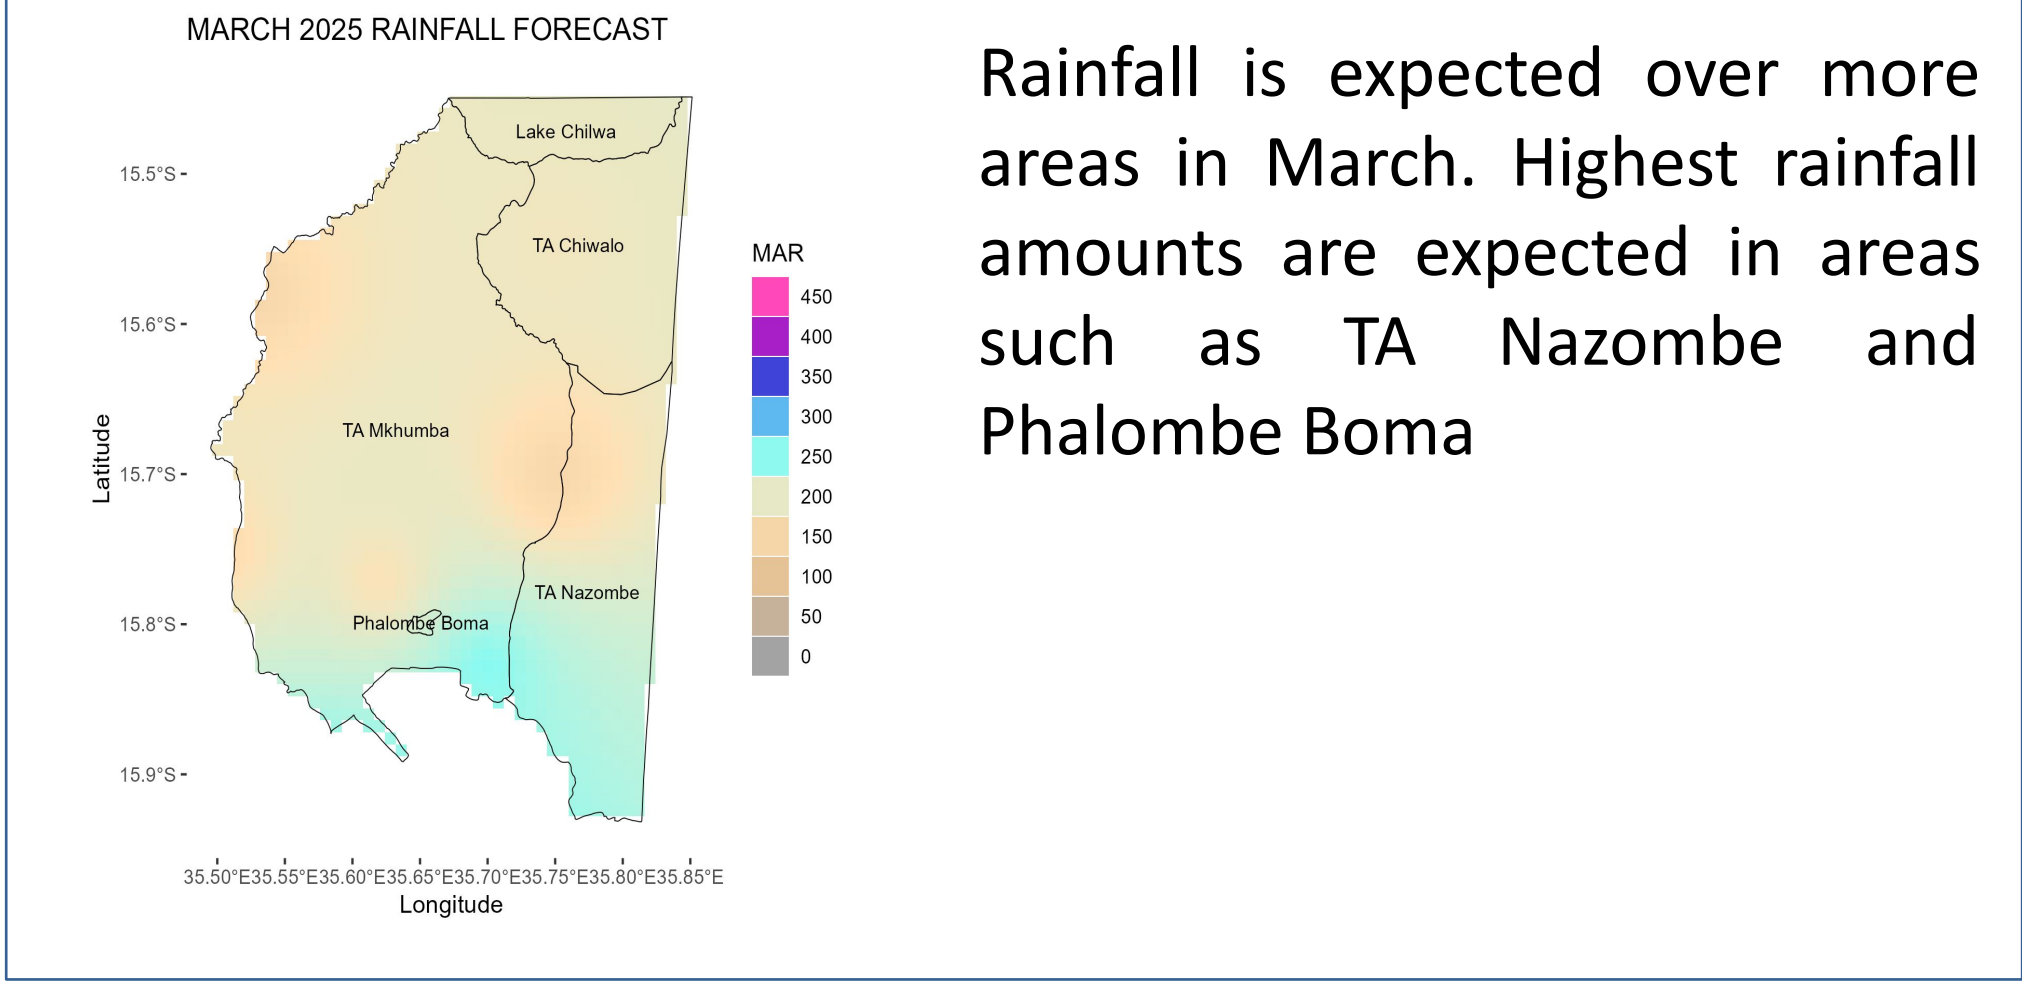 MARCH 2025 RAINFALL FORECAST
Lake Chilwa
15.5°S
TA Chiwalo
15.6°S
TA Mkhumba
15.7°S
TA Nazombe
15.8°S
Phalombe Boma
15.9°S
Latitude
35.50°E35.55°E35.60°E35.65°E35.70°E35.75°E35.80°E35.85°E
Longitude
MAR
450
400
350
300
250
200
150
100
50
0
Rainfall is expected over more
areas in March. Highest rainfall
amounts are expected in areas
such as TA Nazombe and
Phalombe Boma